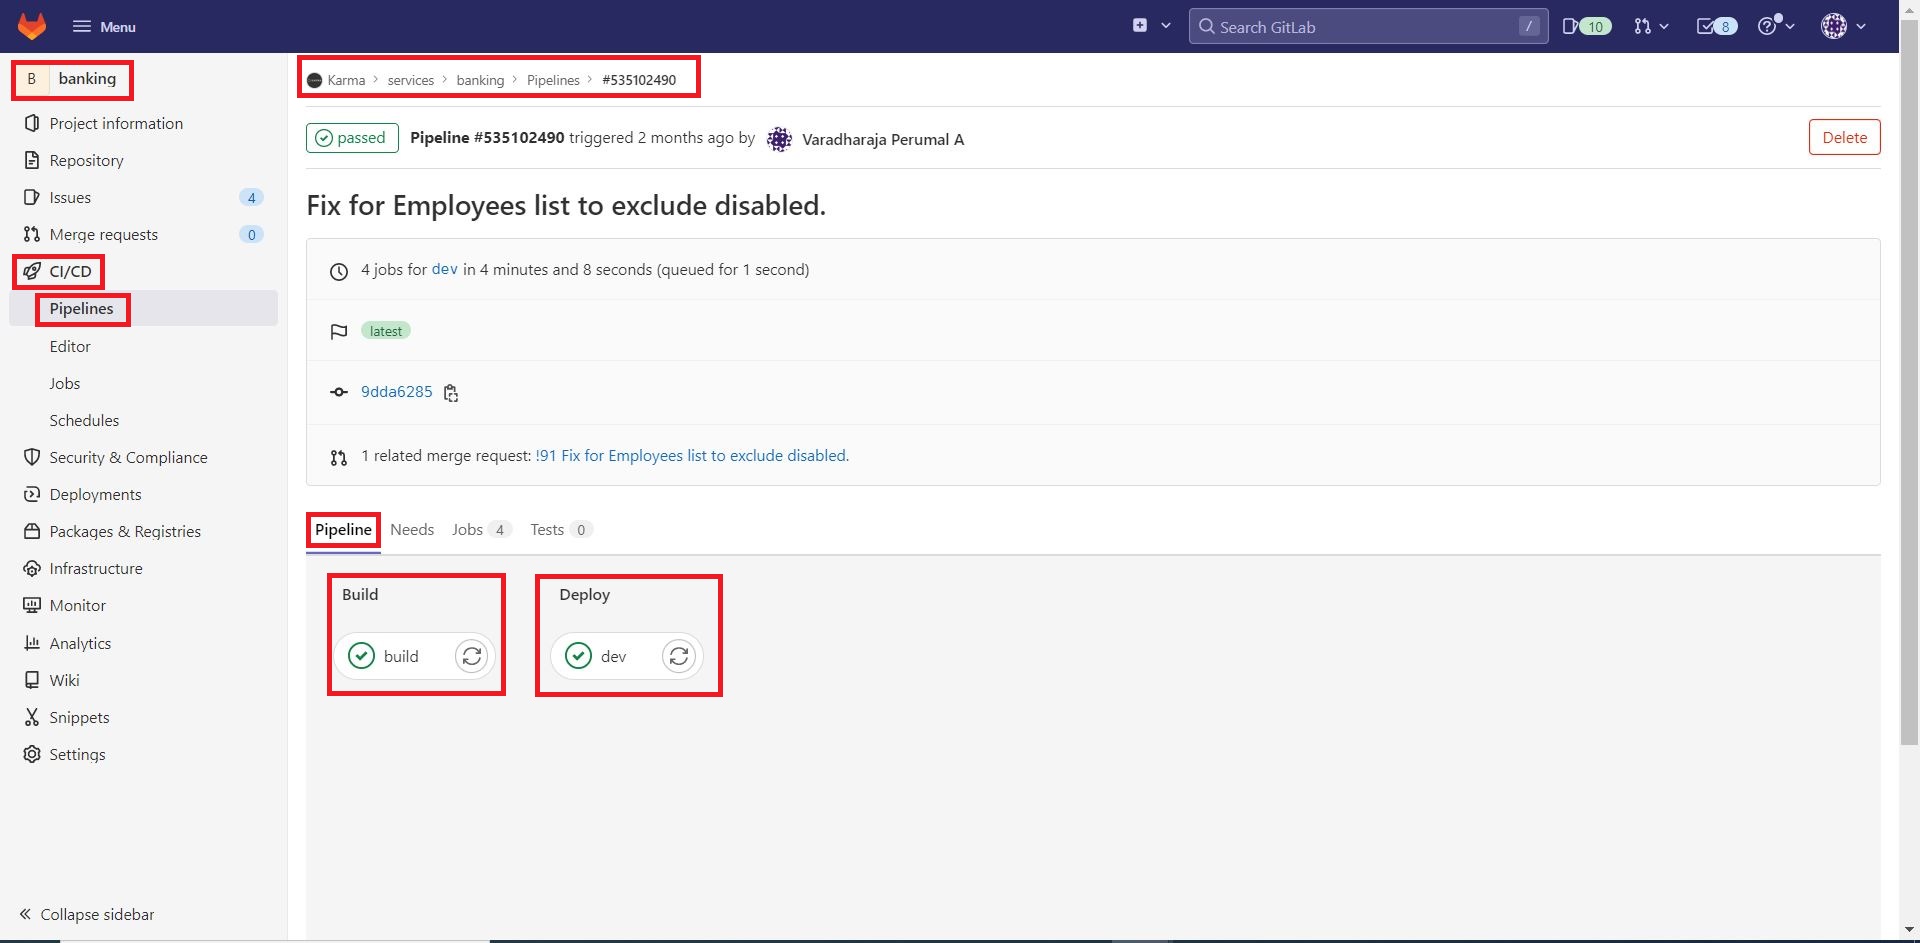 Menu
Search GitLab
/
10
8
B banking
Project information
Repository
Issues 4
Merge requests 0
CI/CD
Pipelines
Editor
Jobs
Schedules
Security & Compliance
Deployments
Packages & Registries
Infrastructure
Monitor
Analytics
Wiki
Snippets
Settings
Collapse sidebar
Karma > services > banking > Pipelines > #535102490
passed Pipeline #535102490 triggered 2 months ago by Varadharaja Perumal A
Delete
Fix for Employees list to exclude disabled.
4 jobs for dev in 4 minutes and 8 seconds (queued for 1 second)
latest
9dda6285
1 related merge request: !91 Fix for Employees list to exclude disabled.
Pipeline Needs Jobs 4 Tests 0
Build
build
Deploy
dev